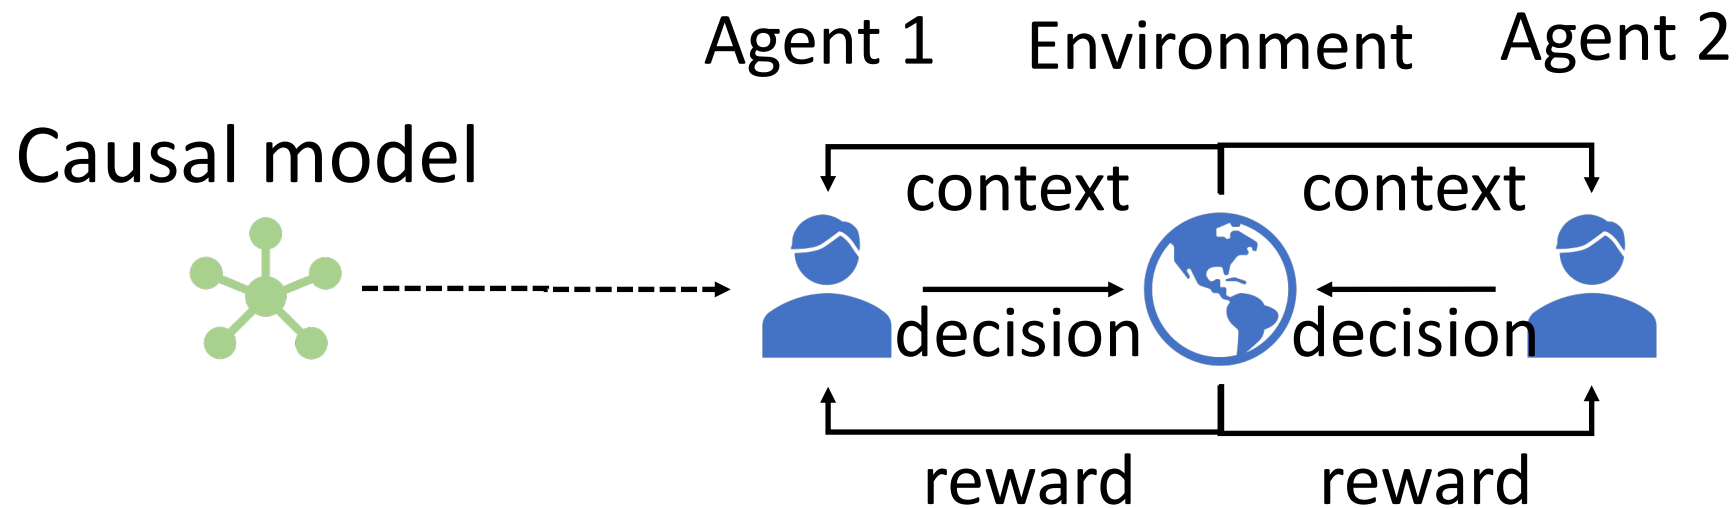 Agent 1
Environment
Agent 2
Causal model
context
context
decision
decision
reward
reward